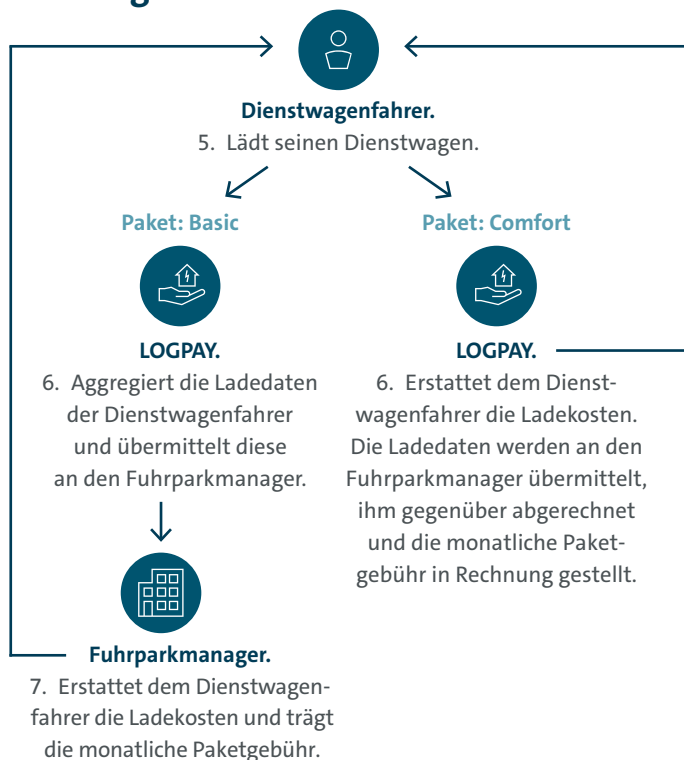 Dienstwagenfahrer.
5. Lädt seinen Dienstwagen.
Paket: Basic
LOGPAY.
6. Aggregiert die Ladedaten
der Dienstwagenfahrer
und übermittelt diese
an den Fuhrparkmanager.
Fuhrparkmanager.
7. Erstattet dem Dienstwagen-
fahrer die Ladekosten und trägt
die monatliche Paketgebühr.
Paket: Comfort
LOGPAY.
6. Erstattet dem Dienst-
wagenfahrer die Ladekosten.
Die Ladedaten werden an den
Fuhrparkmanager übermittelt,
ihm gegenüber abgerechnet
und die monatliche Paket-
gebühr in Rechnung gestellt.